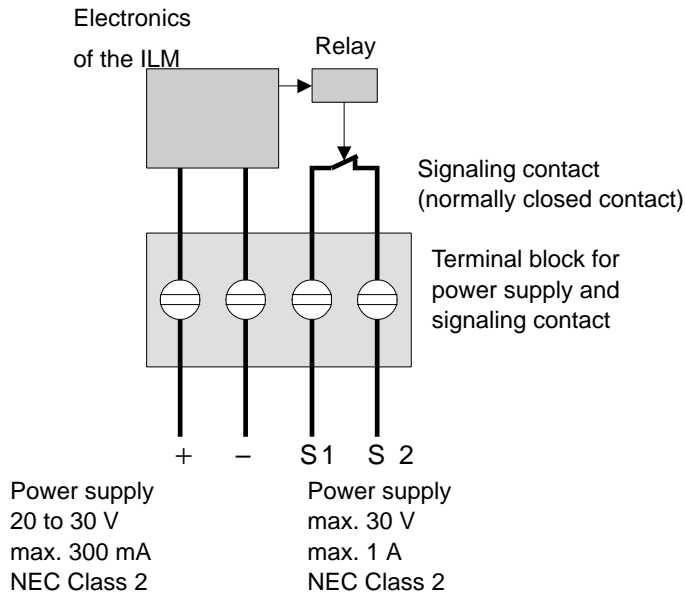 Electronics
of the ILM
Relay
Signaling contact
(normally closed contact)
Terminal block for
power supply and
signaling contact
+ – S1 S 2
Power supply
20 to 30 V
max. 300 mA
NEC Class 2
Power supply
max. 30 V
max. 1 A
NEC Class 2